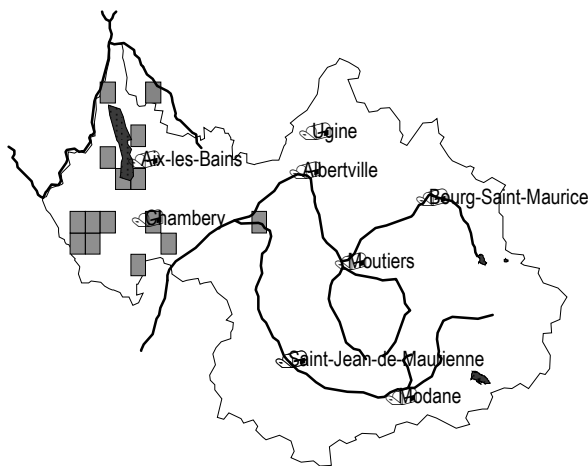 Ugine
Aix-les-Bains
Albertville
Bourg-Saint-Maurice
Chambery
Moutiers
Saint-Jean-de-Maurienne
Modane